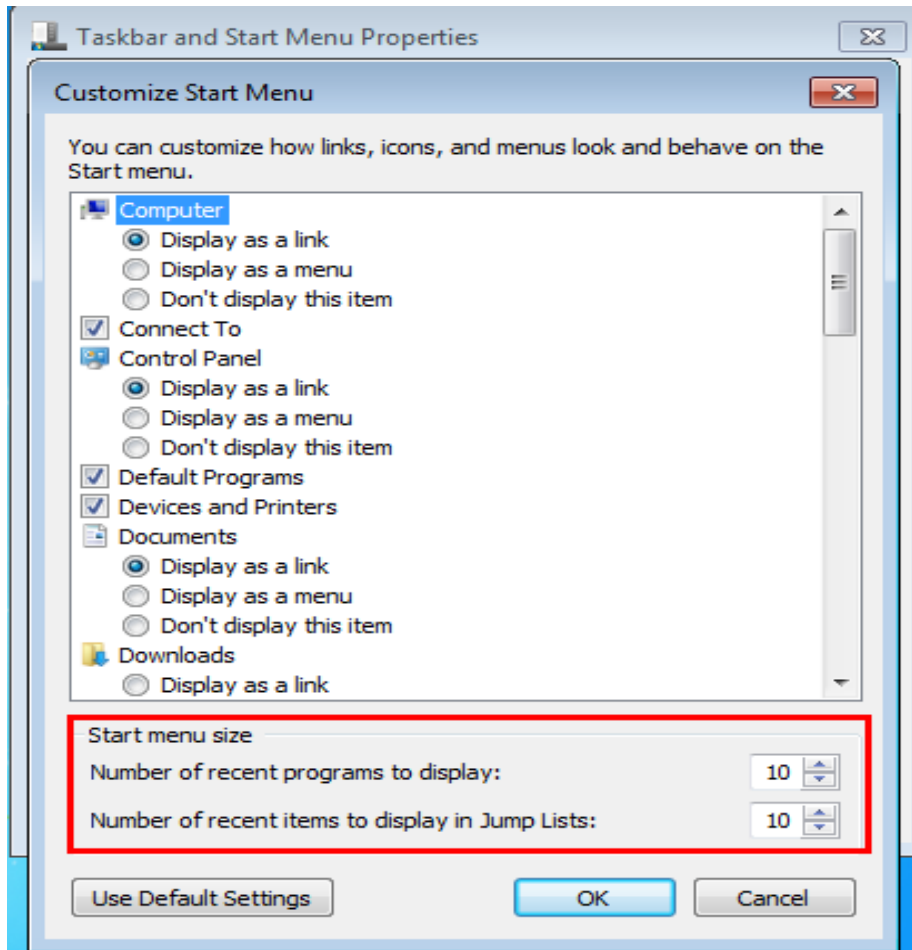 Taskbar and Start Menu Properties
Customize Start Menu
You can customize how links, icons, and menus look and behave on the
Start menu.
Computer
Display as a link
Display as a menu
Don't display this item
Connect To
Control Panel
Display as a link
Display as a menu
Don't display this item
Default Programs
Devices and Printers
Documents
Display as a link
Display as a menu
Don't display this item
Downloads
Display as a link
Start menu size
Number of recent programs to display: 10
Number of recent items to display in Jump Lists: 10
Use Default Settings OK Cancel